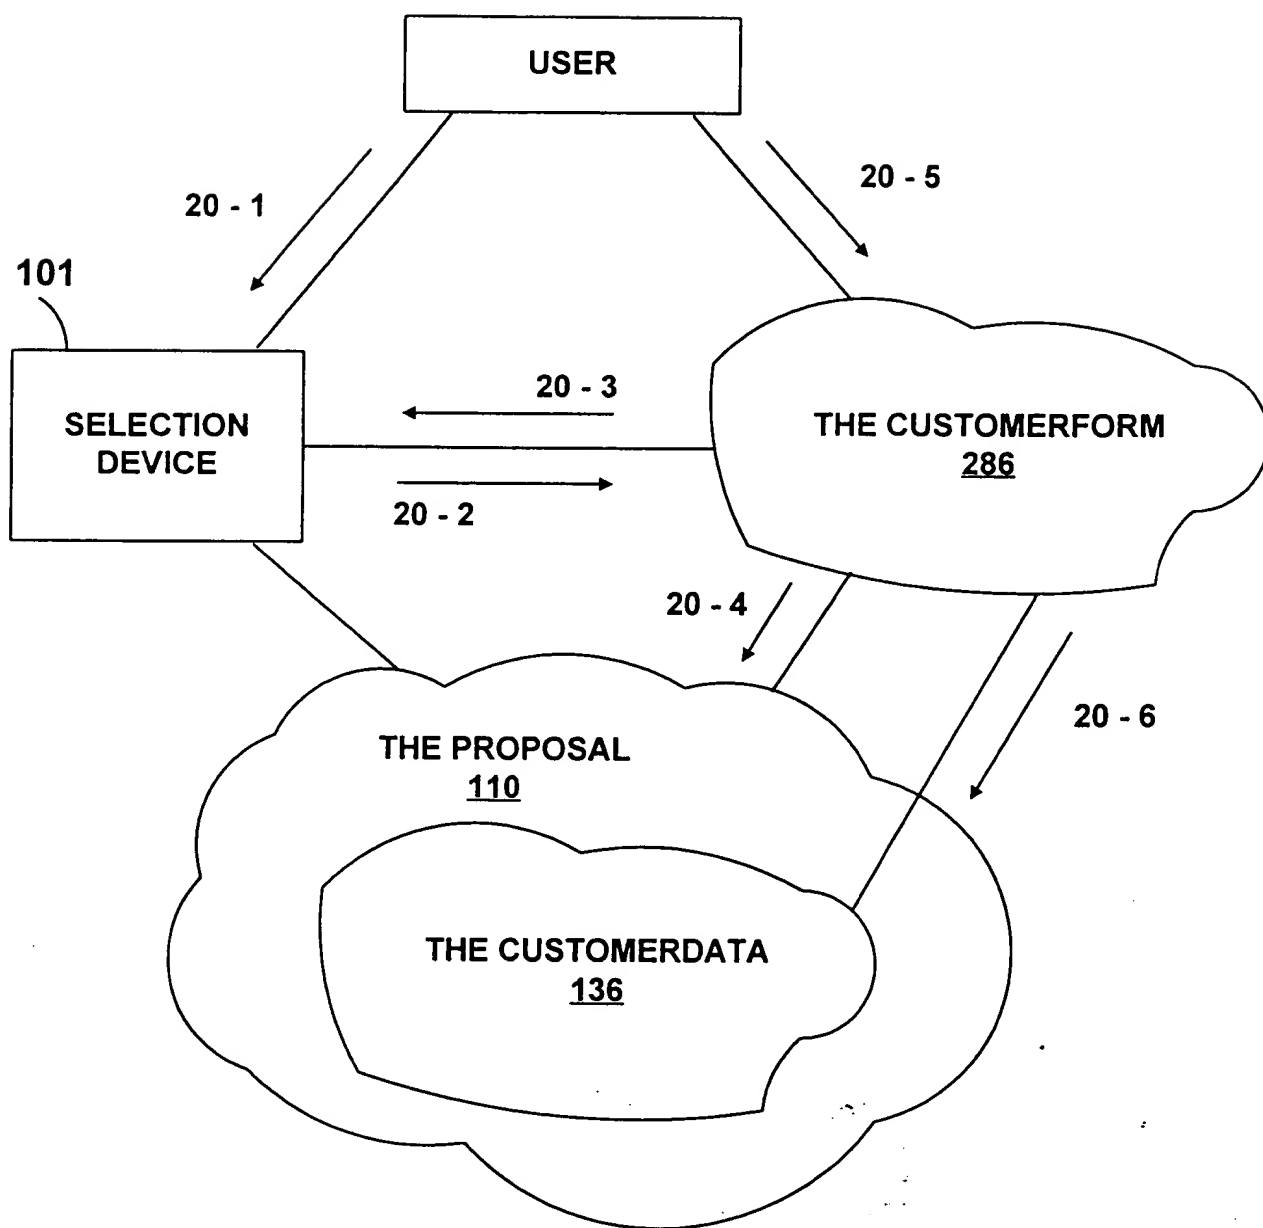 USER
20 - 1
20 - 5
101
20 - 3
SELECTION
DEVICE
THE CUSTOMERFORM
286
20 - 2
20 - 4
20 - 6
THE PROPOSAL
110
THE CUSTOMERDATA
136